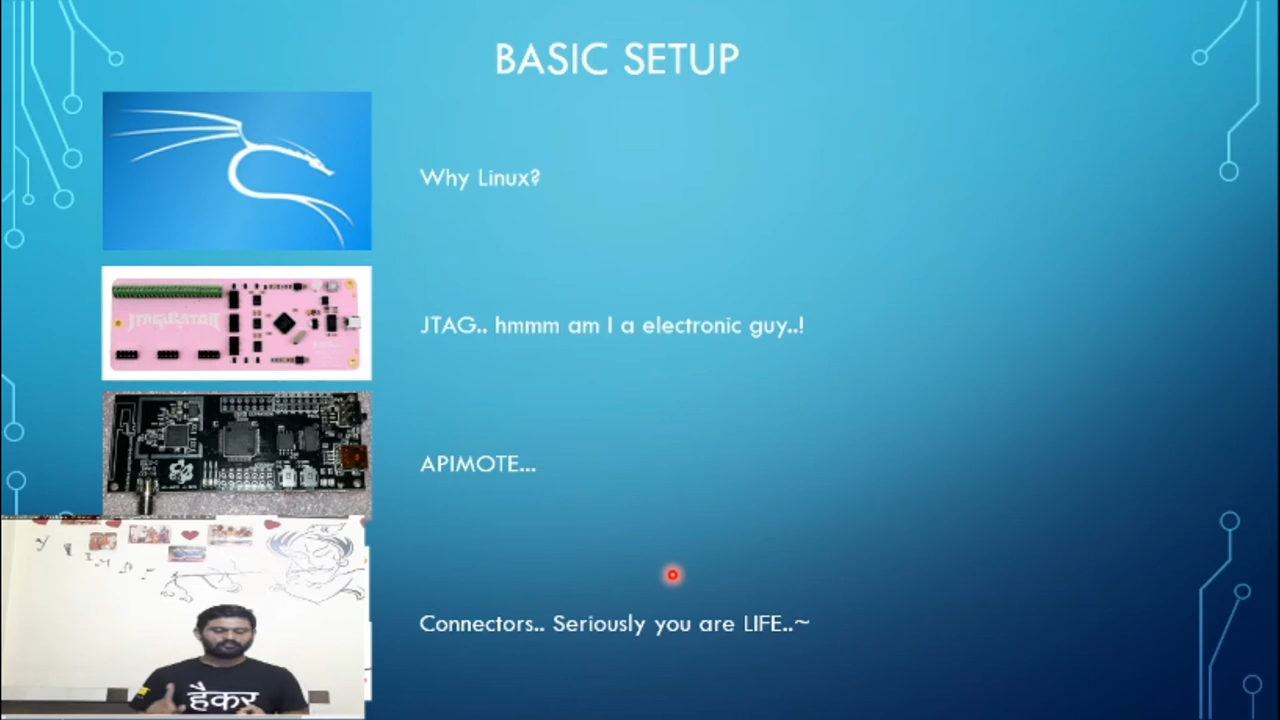 BASIC SETUP
Why Linux?
JTAGULATOR
JTAG.. hmmm am I a electronic guy..!
APIMOTE...
Connectors.. Seriously you are LIFE..~
हैकर